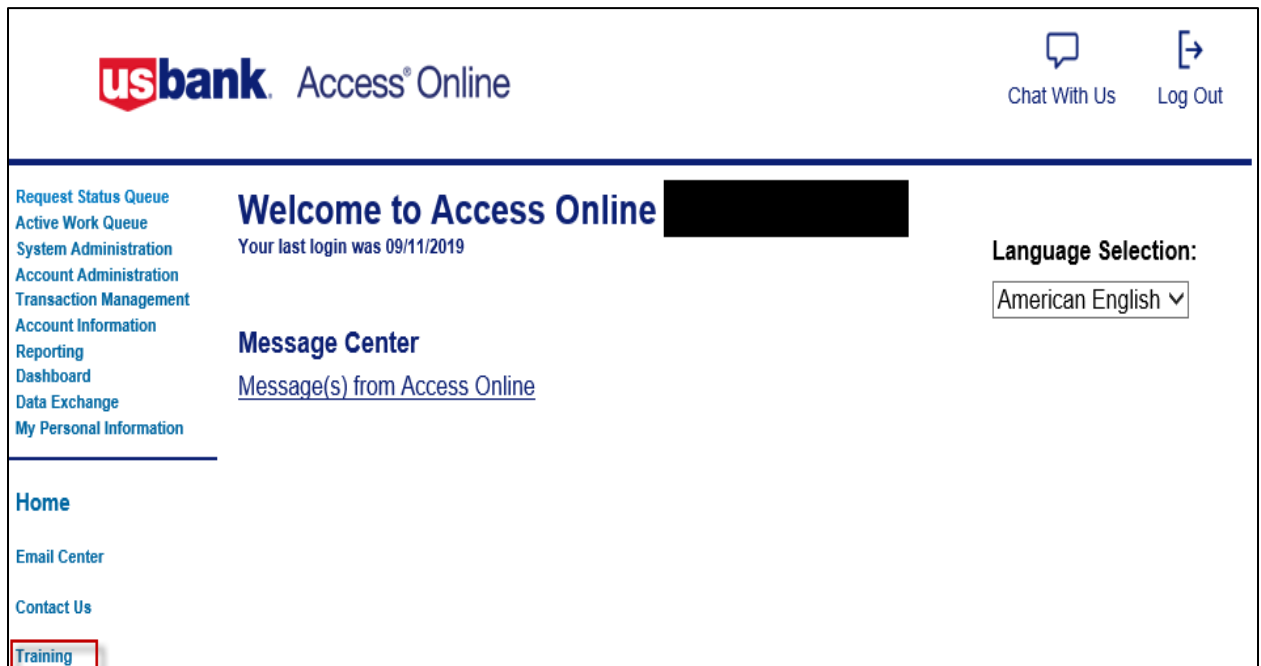 usbank. Access® Online
Chat With Us
Log Out
Request Status Queue
Active Work Queue
System Administration
Account Administration
Transaction Management
Account Information
Reporting
Dashboard
Data Exchange
My Personal Information
Home
Email Center
Contact Us
Training
Welcome to Access Online
Your last login was 09/11/2019
Message Center
Message(s) from Access Online
Language Selection:
American English